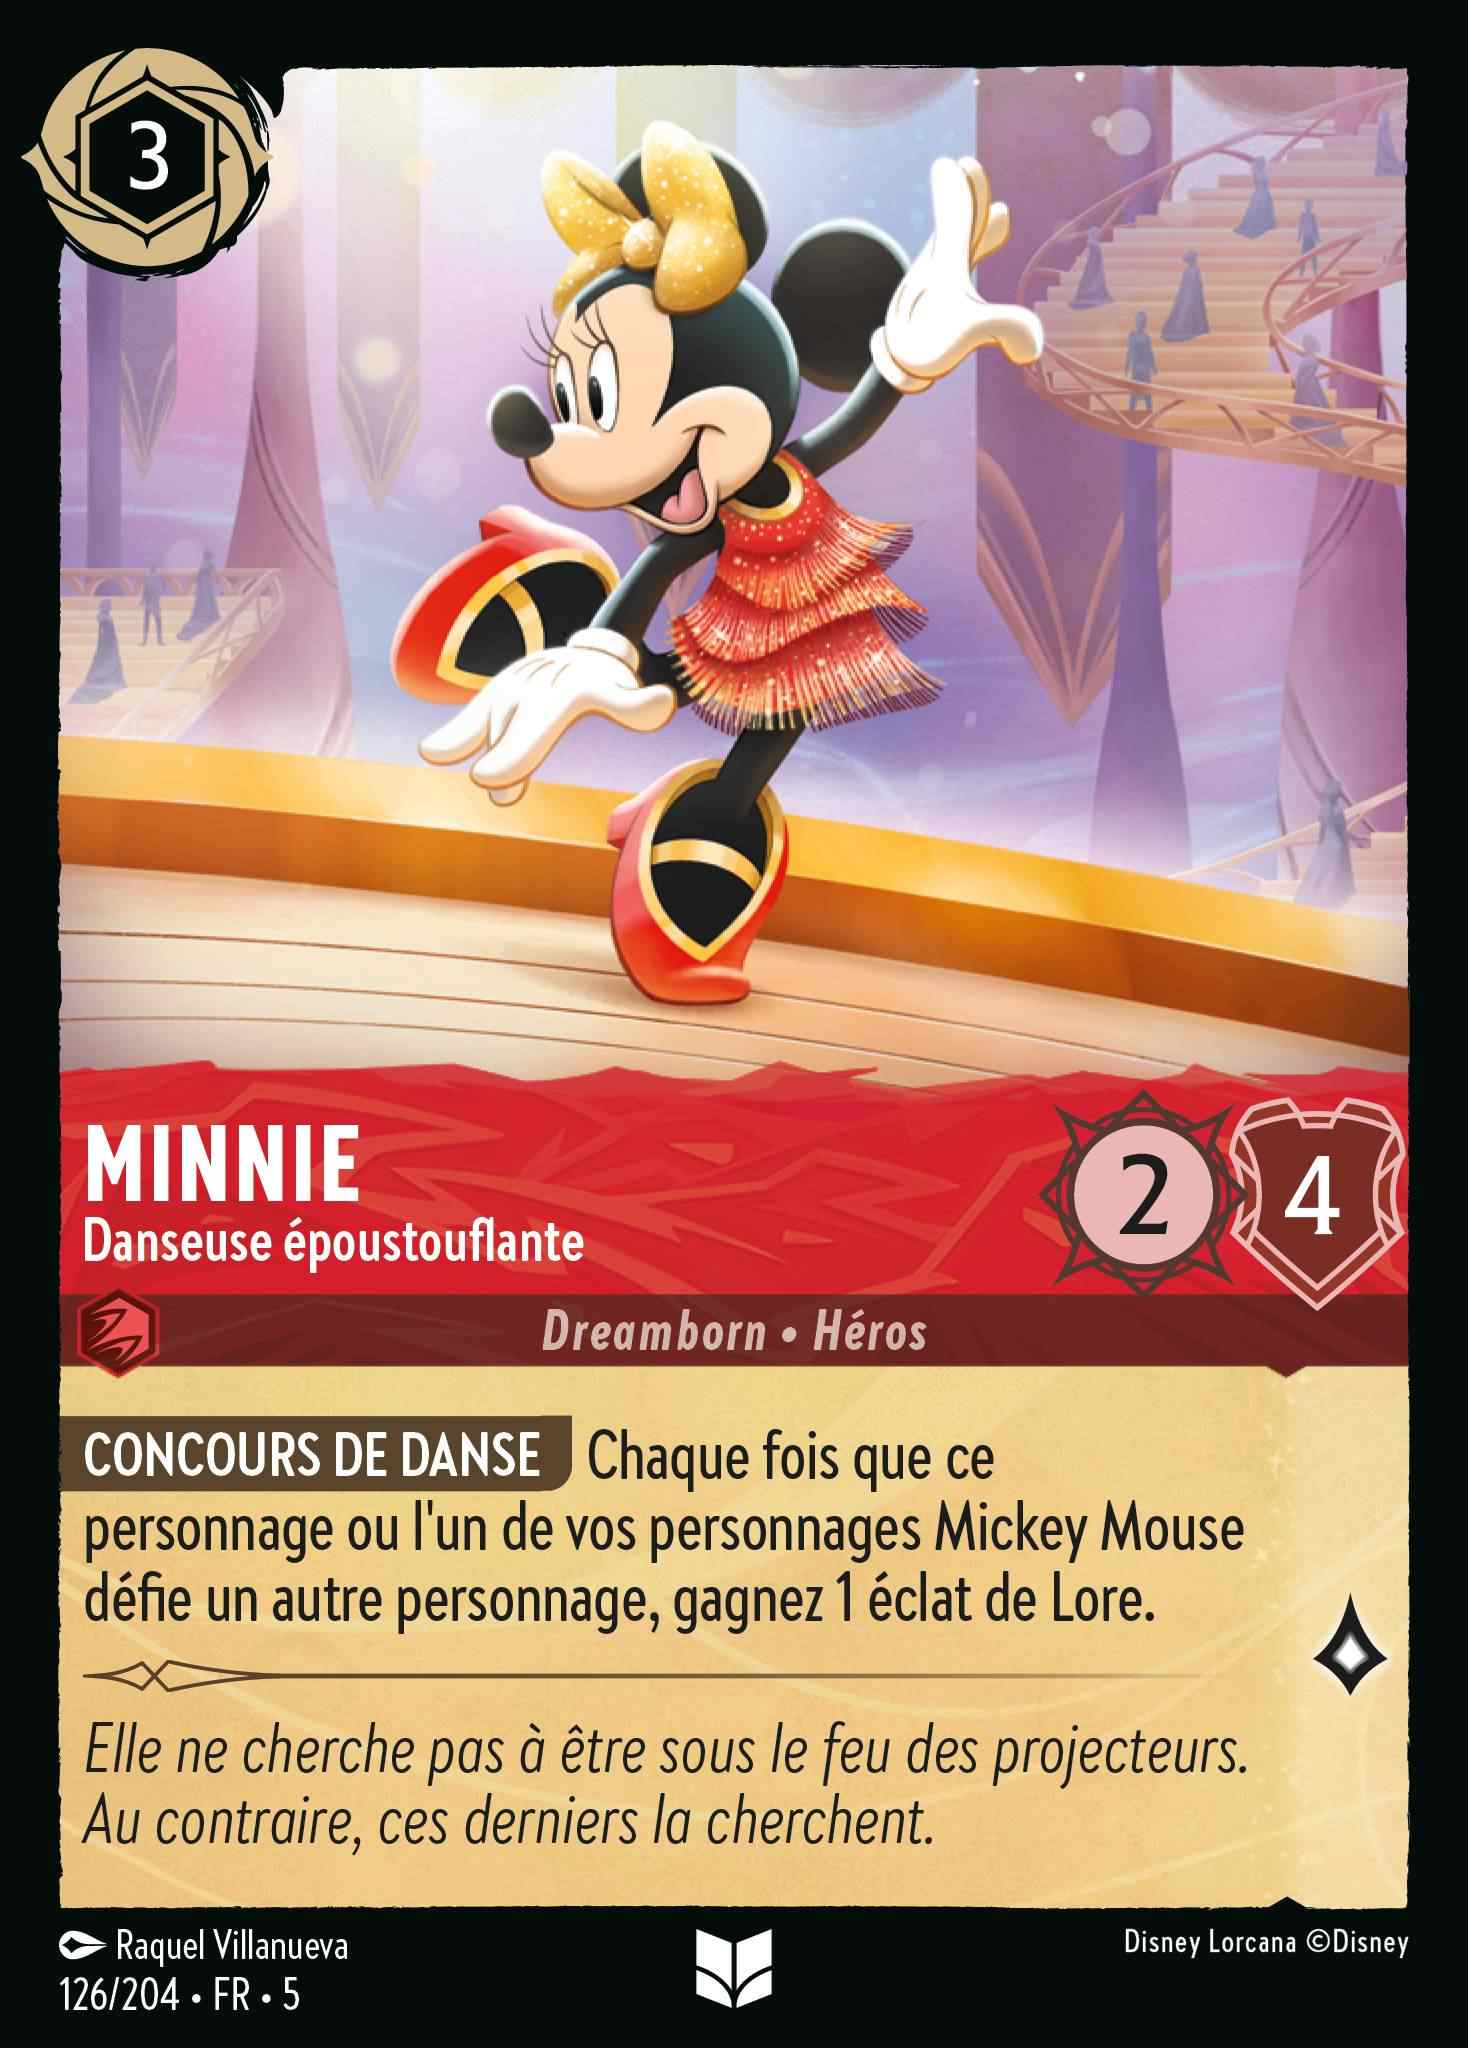 3
MINNIE
Danseuse époustouflante
2
4
Dreamborn • Héros
CONCOURS DE DANSE Chaque fois que ce
personnage ou l'un de vos personnages Mickey Mouse
défie un autre personnage, gagnez 1 éclat de Lore.
Elle ne cherche pas à être sous le feu des projecteurs.
Au contraire, ces derniers la cherchent.
Raquel Villanueva
126/204 • FR • 5
Disney Lorcana ©Disney